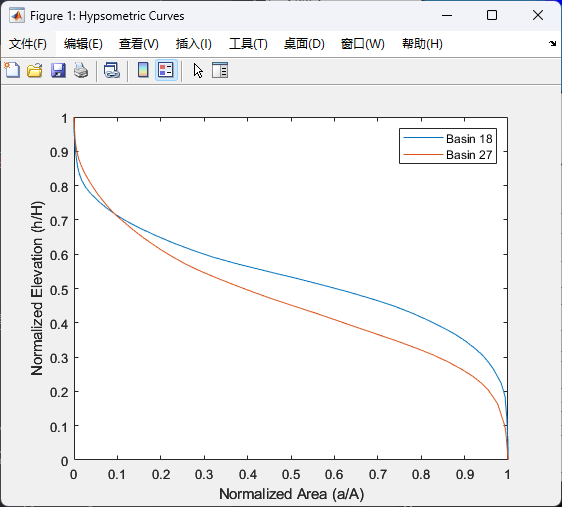 Figure 1: Hypsometric Curves
文件(F) 编辑(E) 查看(V) 插入(I) 工具(T) 桌面(D) 窗口(W) 帮助(H)
Basin 18
Basin 27
Normalized Elevation (h/H)
1
0.9
0.8
0.7
0.6
0.5
0.4
0.3
0.2
0.1
0
0 0.1 0.2 0.3 0.4 0.5 0.6 0.7 0.8 0.9 1
Normalized Area (a/A)